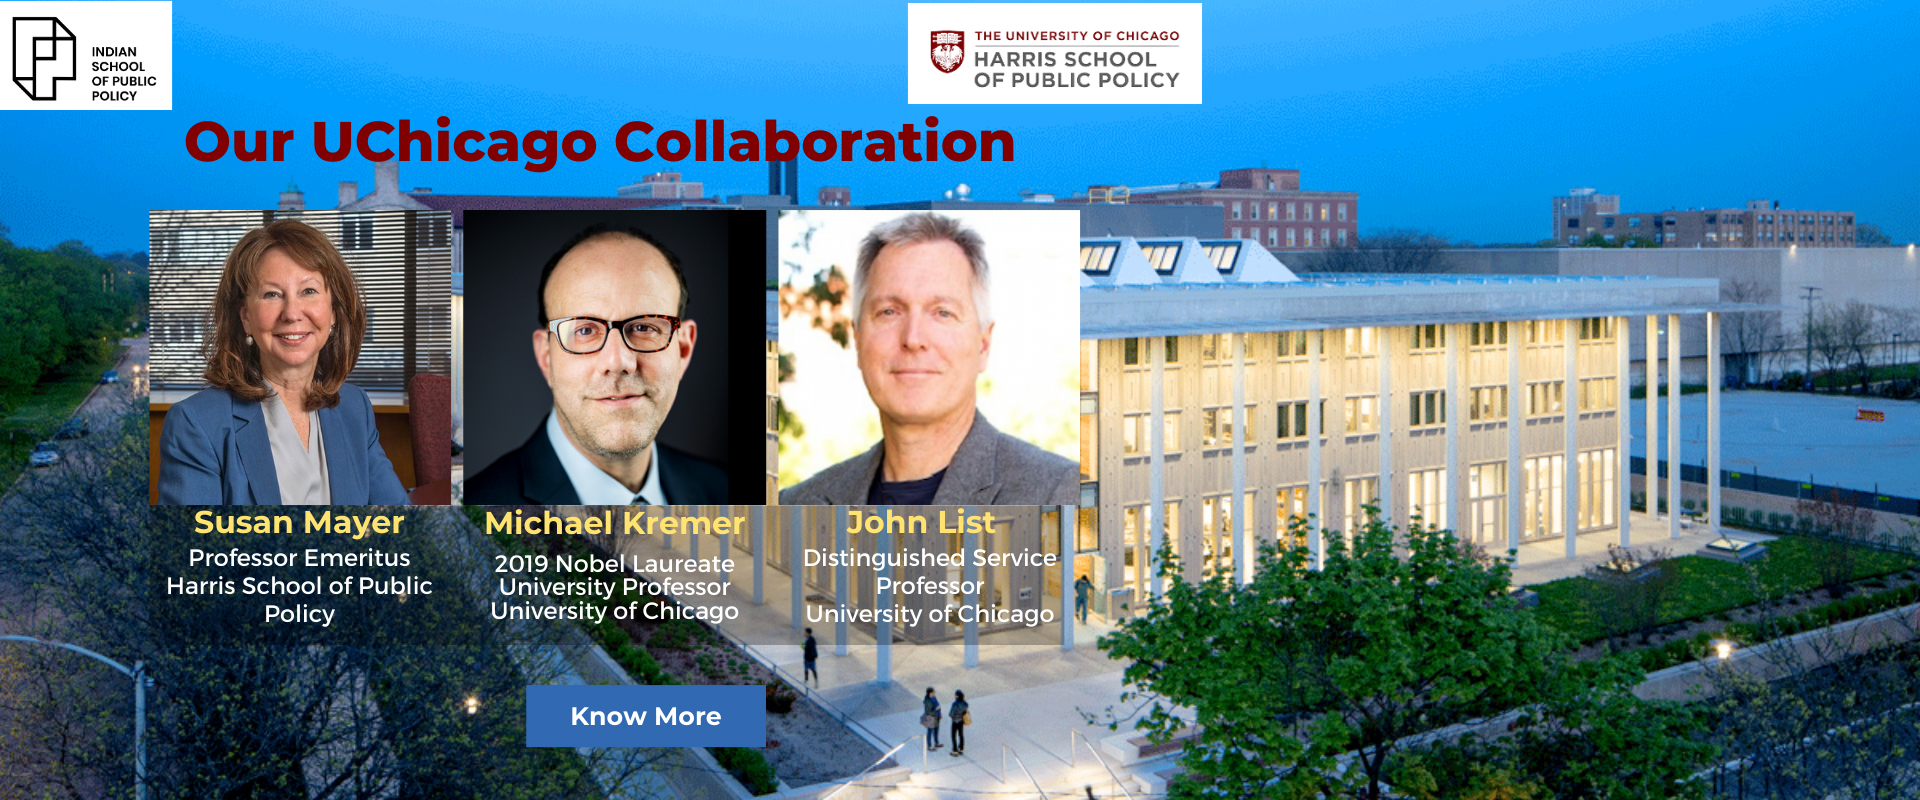 INDIAN
SCHOOL
OF PUBLIC
POLICY
THE UNIVERSITY OF CHICAGO
HARRIS SCHOOL
OF PUBLIC POLICY
Our UChicago Collaboration
Susan Mayer
Professor Emeritus
Harris School of Public
Policy
Michael Kremer
2019 Nobel Laureate
University Professor
University of Chicago
John List
Distinguished Service
Professor
University of Chicago
Know More